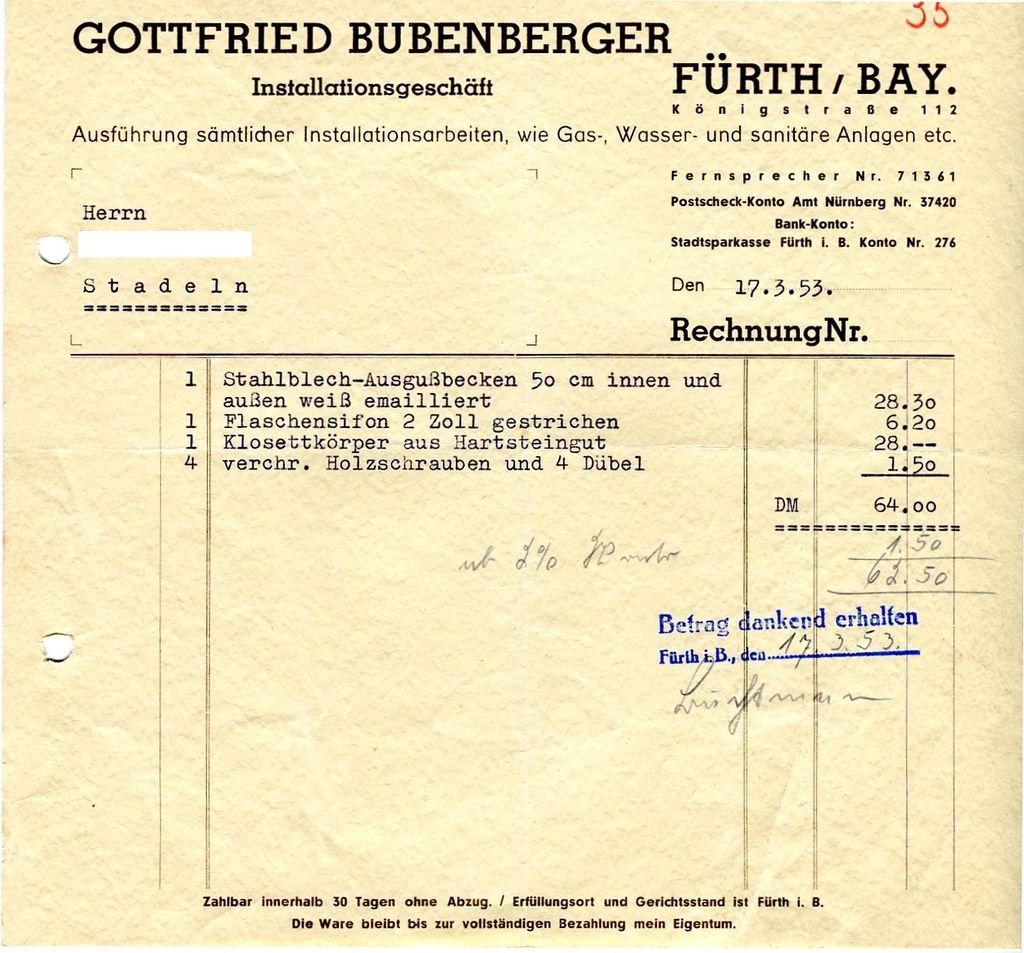 35
GOTTFRIED BUBENBERGER
Installationsgeschäft
FÜRTH / BAY.
Königstraße 112
Ausführung sämtlicher Installationsarbeiten, wie Gas-, Wasser- und sanitäre Anlagen etc.
Fernsprecher Nr. 71361
Postscheck-Konto Amt Nürnberg Nr. 37420
Bank-Konto:
Stadtsparkasse Fürth i. B. Konto Nr. 276
Herrn
Stadeln
Den 17.3.53.
Rechnung Nr.
1 Stahlblech-Ausgußbecken 50 cm innen und
außen weiß emailliert 28.30
1 Flaschensifon 2 Zoll gestrichen 6.20
1 Klosettkörper aus Hartsteingut 28.--
4 verchr. Holzschrauben und 4 Dübel 1.50
DM 64.00
1.50
ab 2%
62.50
Betrag dankend erhalten
Fürth i.B., den 17.3.53.
Zahlbar innerhalb 30 Tagen ohne Abzug. / Erfüllungsort und Gerichtsstand ist Fürth i. B.
Die Ware bleibt bis zur vollständigen Bezahlung mein Eigentum.